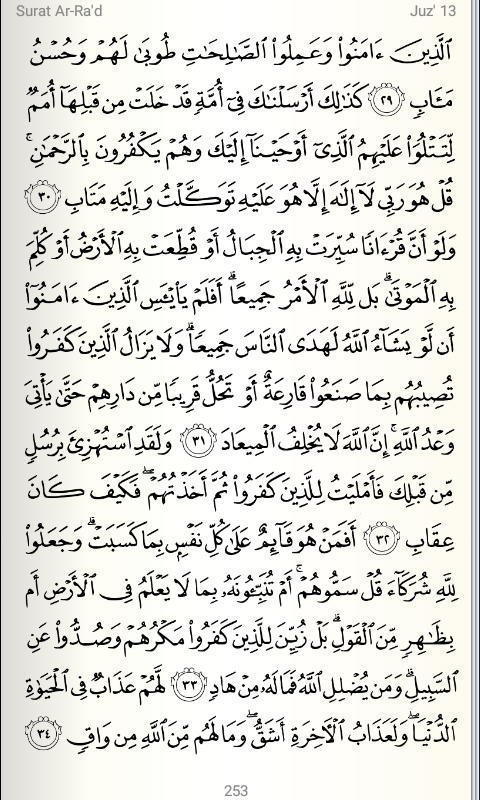 Surat Ar-Ra'd Juz' 13
ٱلَّذِينَ ءَامَنُوا۟ وَعَمِلُوا۟ ٱلصَّـٰلِحَـٰتِ طُوبَىٰ لَهُمْ وَحُسْنُ
مَـَٔابٍ ٢٩ كَذَٰلِكَ أَرْسَلْنَـٰكَ فِىٓ أُمَّةٍ قَدْ خَلَتْ مِن قَبْلِهَآ أُمَمٌ
لِّتَتْلُوَا۟ عَلَيْهِمُ ٱلَّذِىٓ أَوْحَيْنَآ إِلَيْكَ وَهُمْ يَكْفُرُونَ بِٱلرَّحْمَـٰنِ ۚ
قُلْ هُوَ رَبِّى لَآ إِلَـٰهَ إِلَّا هُوَ عَلَيْهِ تَوَكَّلْتُ وَإِلَيْهِ مَتَابِ ٣٠
وَلَوْ أَنَّ قُرْءَانًا سُيِّرَتْ بِهِ ٱلْجِبَالُ أَوْ قُطِّعَتْ بِهِ ٱلْأَرْضُ أَوْ كُلِّمَ
بِهِ ٱلْمَوْتَىٰ ۗ بَل لِّلَّهِ ٱلْأَمْرُ جَمِيعًا ۗ أَفَلَمْ يَا۟يْـَٔسِ ٱلَّذِينَ ءَامَنُوٓا۟
أَن لَّوْ يَشَآءُ ٱللَّهُ لَهَدَى ٱلنَّاسَ جَمِيعًا ۗ وَلَا يَزَالُ ٱلَّذِينَ كَفَرُوا۟
تُصِيبُهُم بِمَا صَنَعُوا۟ قَارِعَةٌ أَوْ تَحُلُّ قَرِيبًا مِّن دَارِهِمْ حَتَّىٰ يَأْتِىَ
وَعْدُ ٱللَّهِ ۚ إِنَّ ٱللَّهَ لَا يُخْلِفُ ٱلْمِيعَادَ ٣١ وَلَقَدِ ٱسْتُهْزِئَ بِرُسُلٍ
مِّن قَبْلِكَ فَأَمْلَيْتُ لِلَّذِينَ كَفَرُوا۟ ثُمَّ أَخَذْتُهُمْ ۖ فَكَيْفَ كَانَ
عِقَابِ ٣٢ أَفَمَنْ هُوَ قَآئِمٌ عَلَىٰ كُلِّ نَفْسٍۭ بِمَا كَسَبَتْ ۗ وَجَعَلُوا۟
لِلَّهِ شُرَكَآءَ قُلْ سَمُّوهُمْ ۚ أَمْ تُنَبِّـُٔونَهُۥ بِمَا لَا يَعْلَمُ فِى ٱلْأَرْضِ أَم
بِظَـٰهِرٍ مِّنَ ٱلْقَوْلِ ۗ بَلْ زُيِّنَ لِلَّذِينَ كَفَرُوا۟ مَكْرُهُمْ وَصُدُّوا۟ عَنِ
ٱلسَّبِيلِ ۗ وَمَن يُضْلِلِ ٱللَّهُ فَمَا لَهُۥ مِنْ هَادٍ ٣٣ لَّهُمْ عَذَابٌ فِى ٱلْحَيَوٰةِ
ٱلدُّنْيَا ۖ وَلَعَذَابُ ٱلْـَٔاخِرَةِ أَشَقُّ ۖ وَمَا لَهُم مِّنَ ٱللَّهِ مِن وَاقٍ ٣٤
253